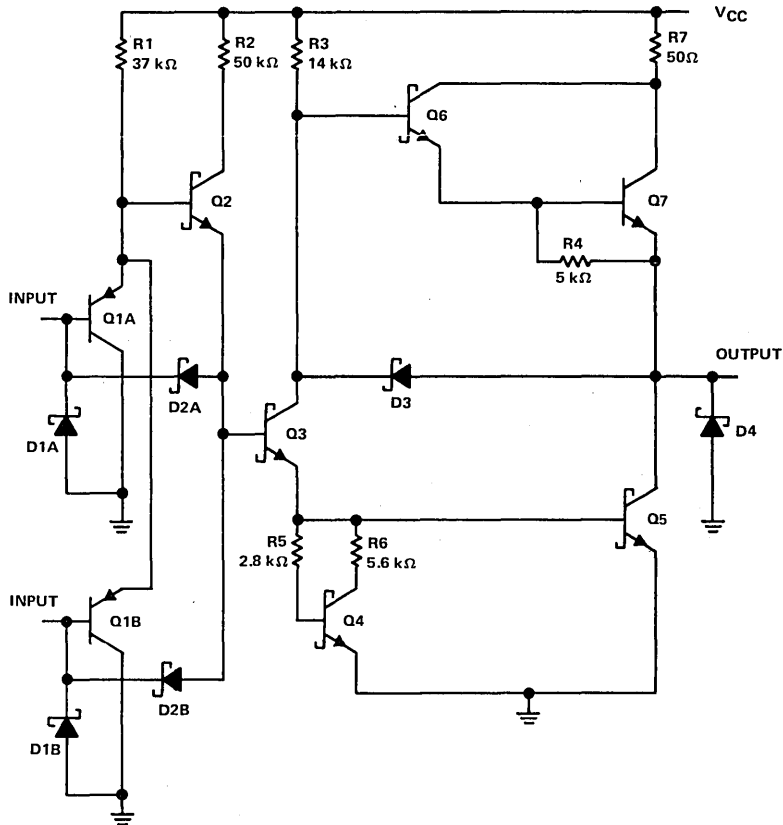 VCC
R1
37 kΩ
R2
50 kΩ
R3
14 kΩ
R7
50Ω
Q6
Q2
Q7
R4
5 kΩ
INPUT
Q1A
OUTPUT
D2A
D3
D1A
Q3
D4
Q5
R5
2.8 kΩ
R6
5.6 kΩ
INPUT
Q1B
Q4
D2B
D1B